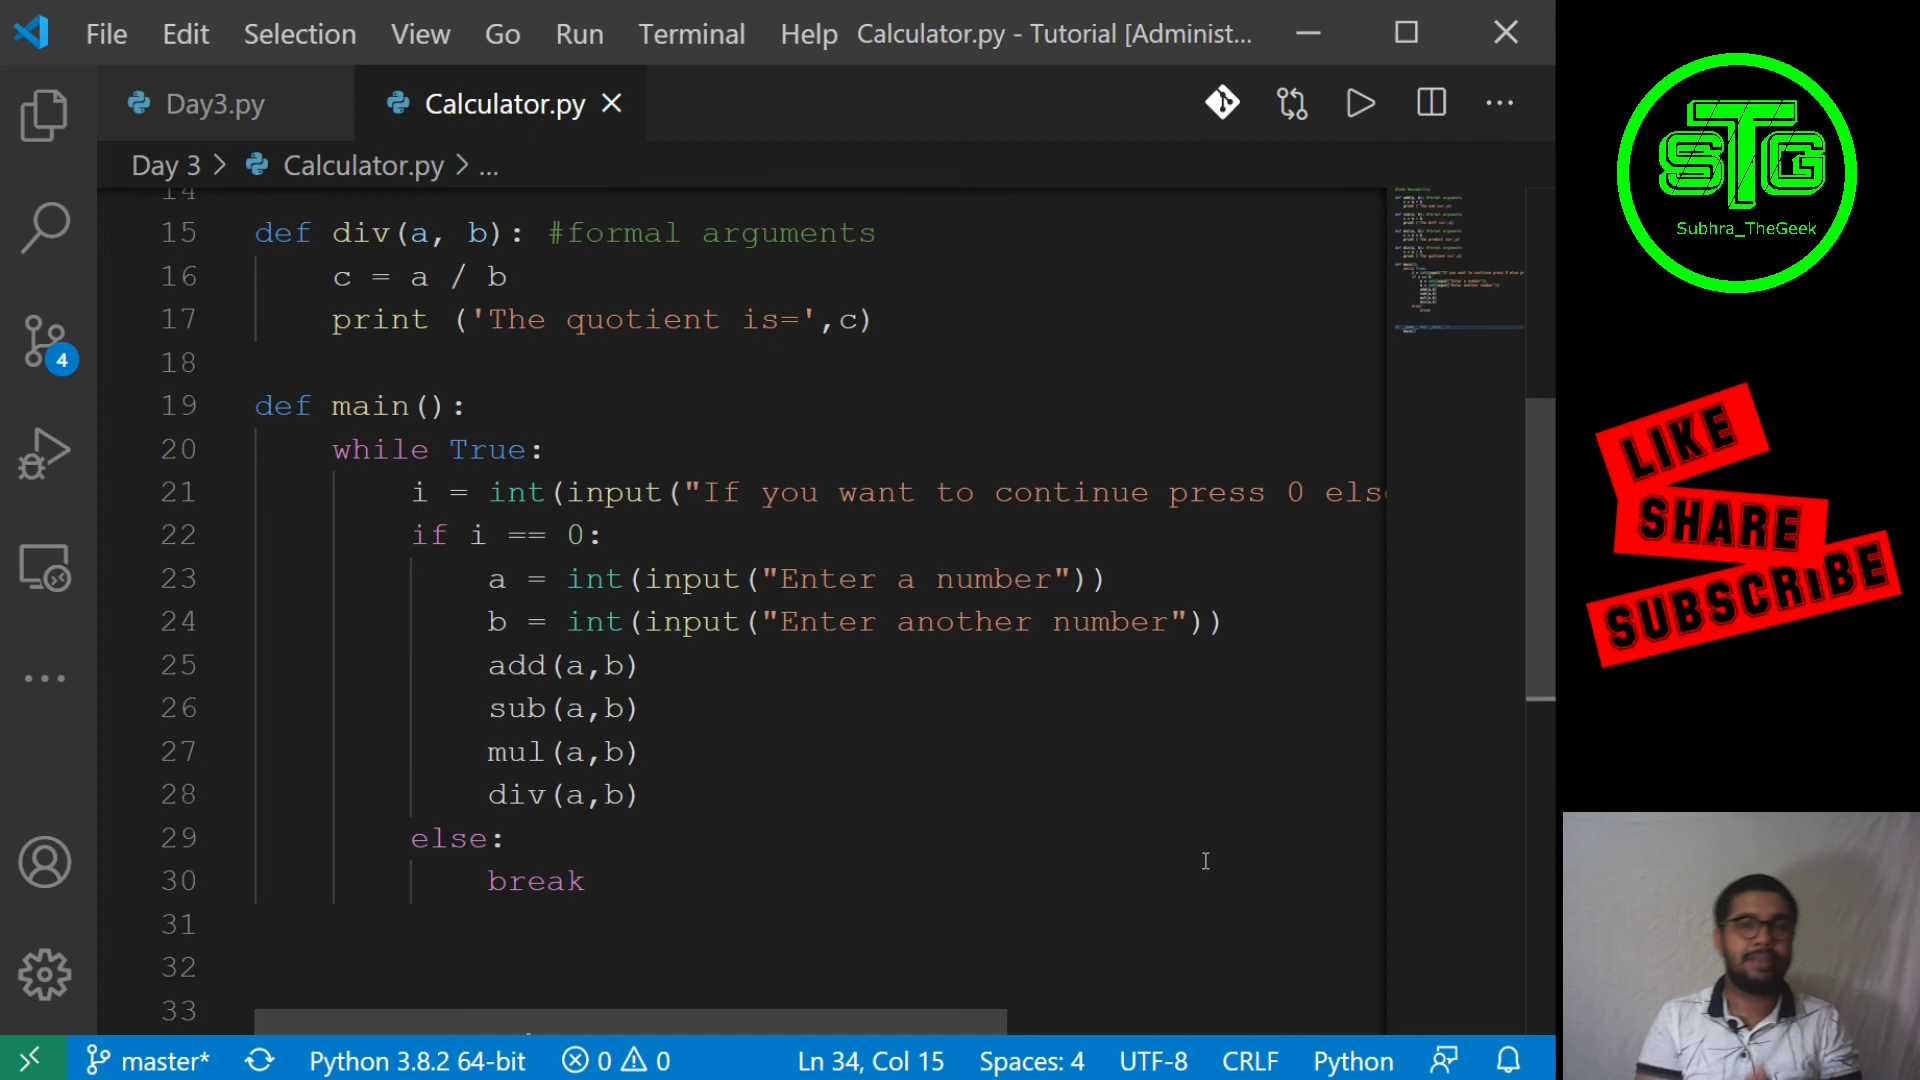 File Edit Selection View Go Run Terminal Help Calculator.py - Tutorial [Administ...
Day3.py Calculator.py
Day 3 > Calculator.py > ...
14
15 def div(a, b): #formal arguments
16 c = a / b
17 print ('The quotient is=',c)
18
19 def main():
20 while True:
21 i = int(input("If you want to continue press 0 els
22 if i == 0:
23 a = int(input("Enter a number"))
24 b = int(input("Enter another number"))
25 add(a,b)
26 sub(a,b)
27 mul(a,b)
28 div(a,b)
29 else:
30 break
31
32
33
4
master* Python 3.8.2 64-bit 0 0 Ln 34, Col 15 Spaces: 4 UTF-8 CRLF Python
STG
Subhra_TheGeek
LIKE
SHARE
SUBSCRIBE